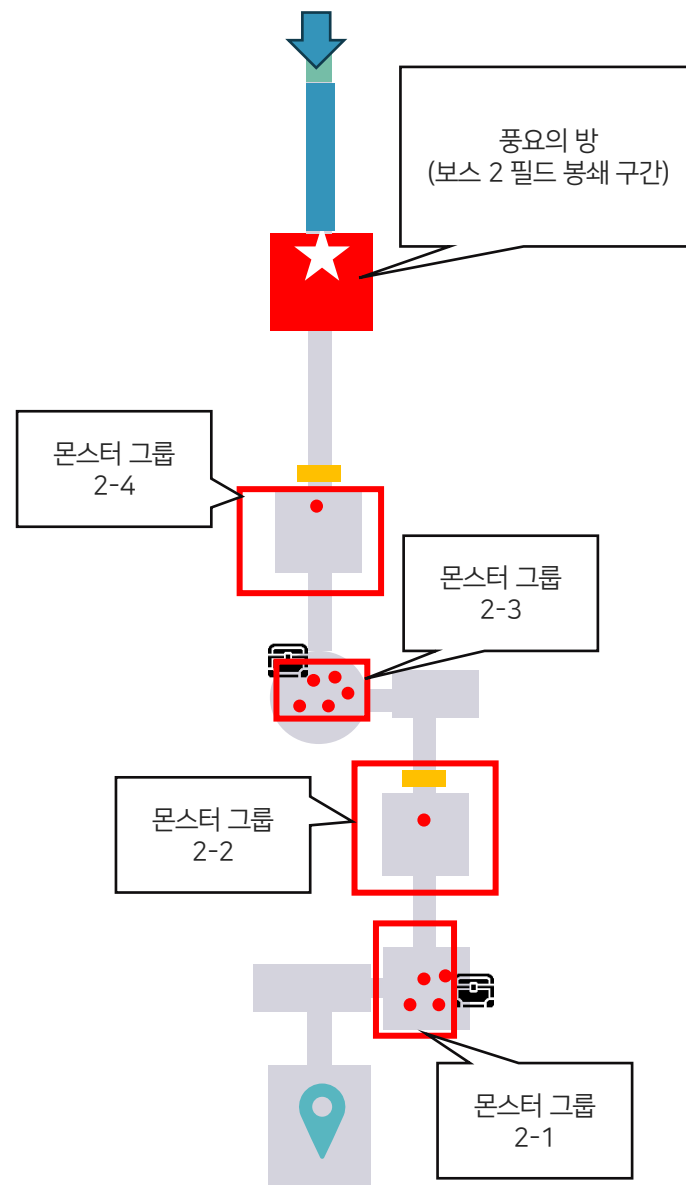 풍요의 방
(보스 2 필드 봉쇄 구간)
몬스터 그룹
2-4
몬스터 그룹
2-3
몬스터 그룹
2-2
몬스터 그룹
2-1